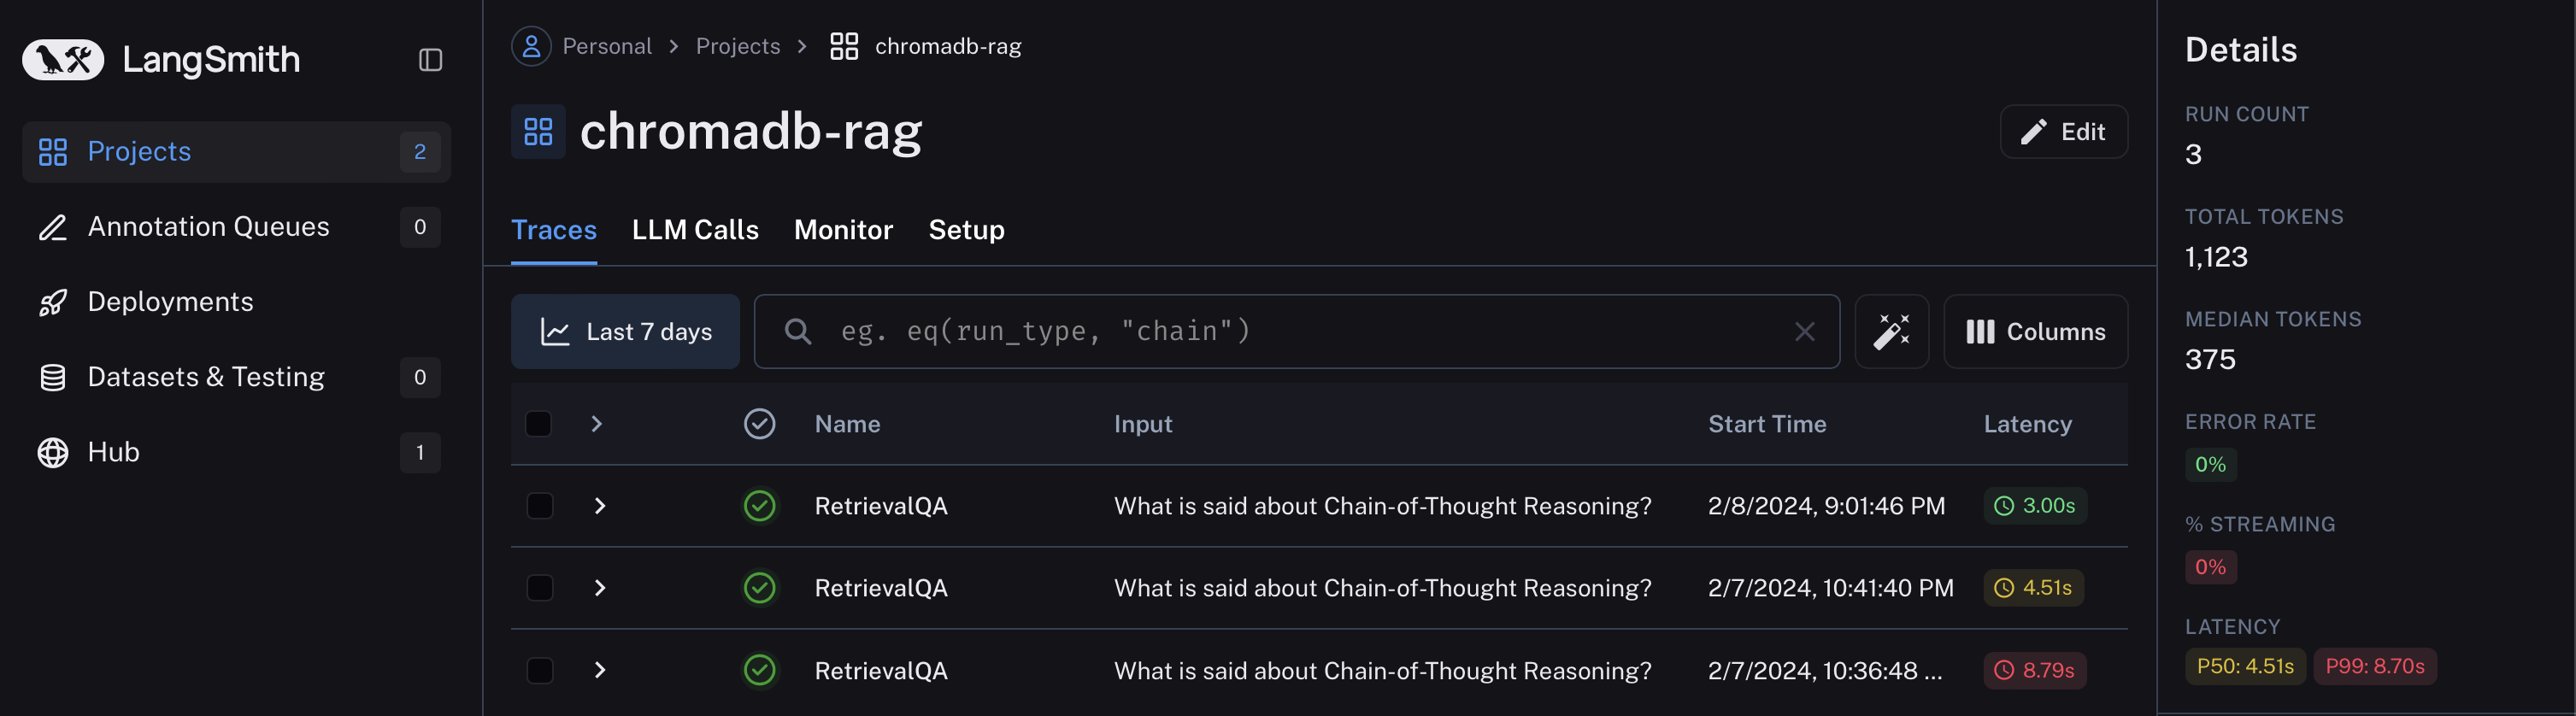 LangSmith
Projects 2
Annotation Queues 0
Deployments
Datasets & Testing 0
Hub 1
Personal > Projects > chromadb-rag
chromadb-rag
Edit
Traces LLM Calls Monitor Setup
Last 7 days eg. eq(run_type, "chain") Columns
Name Input Start Time Latency
RetrievalQA What is said about Chain-of-Thought Reasoning? 2/8/2024, 9:01:46 PM 3.00s
RetrievalQA What is said about Chain-of-Thought Reasoning? 2/7/2024, 10:41:40 PM 4.51s
RetrievalQA What is said about Chain-of-Thought Reasoning? 2/7/2024, 10:36:48 ... 8.79s
Details
RUN COUNT
3
TOTAL TOKENS
1,123
MEDIAN TOKENS
375
ERROR RATE
0%
% STREAMING
0%
LATENCY
P50: 4.51s P99: 8.70s